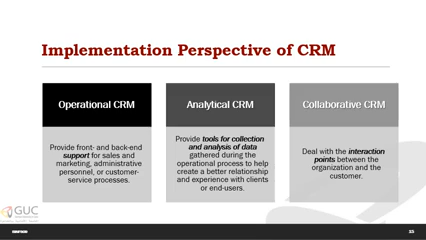 Implementation Perspective of CRM
Operational CRM
Provide front- and back-end
support for sales and
marketing, administrative
personnel, or customer-
service processes.
Analytical CRM
Provide tools for collection
and analysis of data
gathered during the
operational process to help
create a better relationship
and experience with clients
or end-users.
Collaborative CRM
Deal with the interaction
points between the
organization and the
customer.
GUC